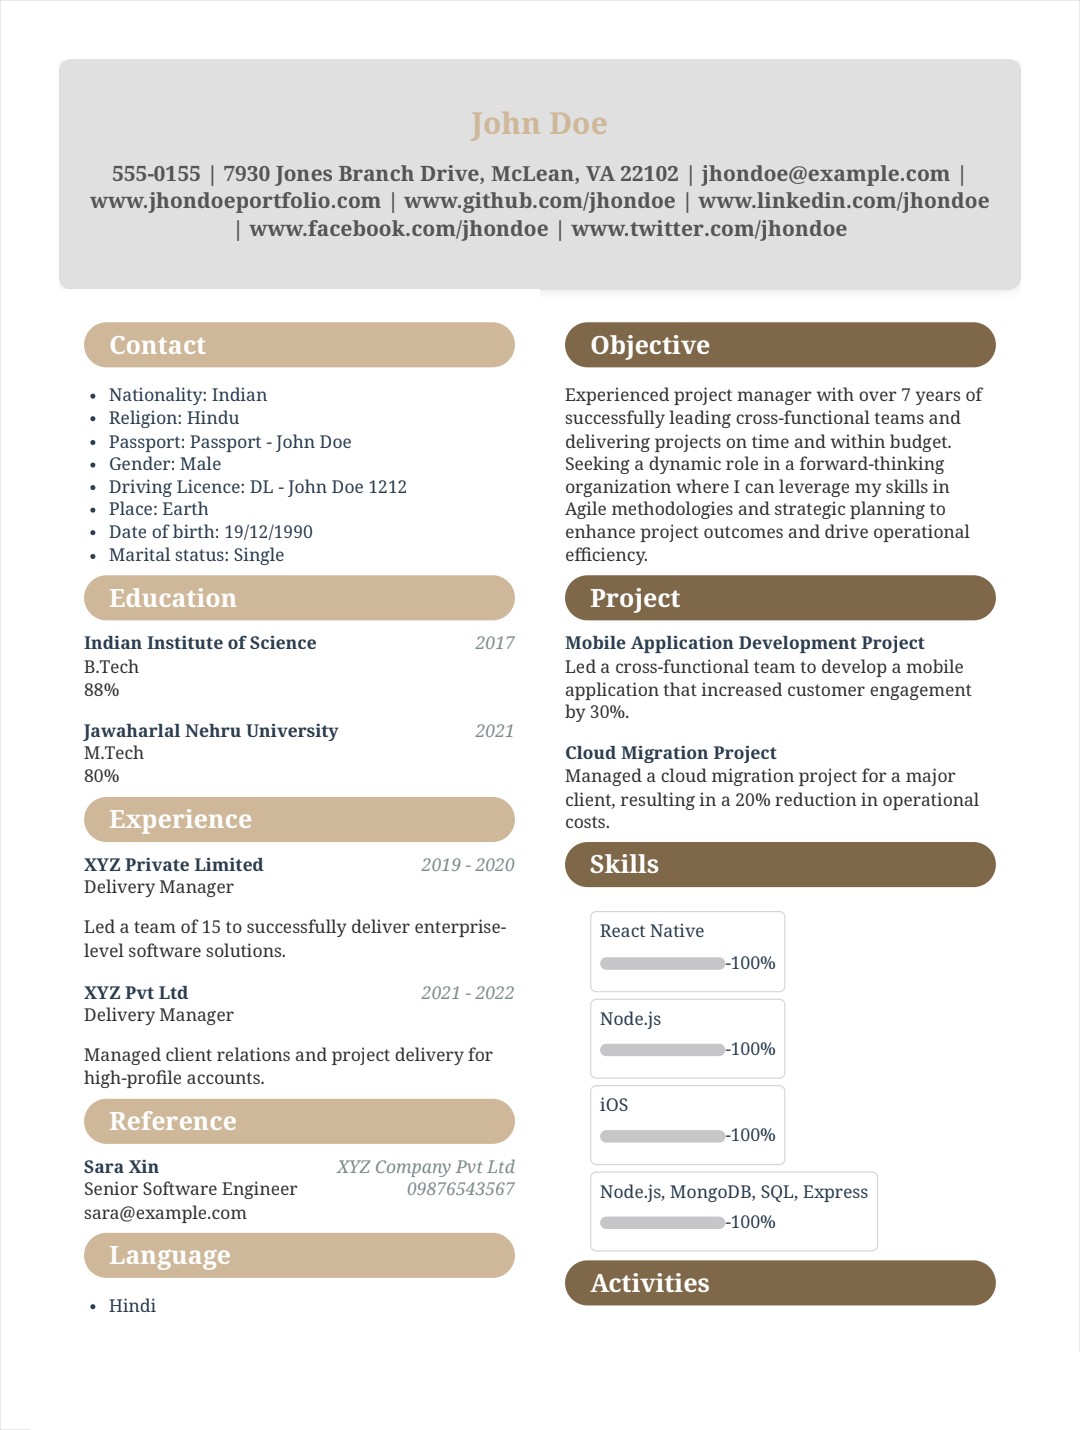 John Doe
555-0155 | 7930 Jones Branch Drive, McLean, VA 22102 | jhondoe@example.com |
www.jhondoeportfolio.com | www.github.com/jhondoe | www.linkedin.com/jhondoe
| www.facebook.com/jhondoe | www.twitter.com/jhondoe
Contact
• Nationality: Indian
• Religion: Hindu
• Passport: Passport - John Doe
• Gender: Male
• Driving Licence: DL - John Doe 1212
• Place: Earth
• Date of birth: 19/12/1990
• Marital status: Single
Education
Indian Institute of Science 2017
B.Tech
88%
Jawaharlal Nehru University 2021
M.Tech
80%
Experience
XYZ Private Limited 2019 - 2020
Delivery Manager
Led a team of 15 to successfully deliver enterprise-
level software solutions.
XYZ Pvt Ltd 2021 - 2022
Delivery Manager
Managed client relations and project delivery for
high-profile accounts.
Reference
Sara Xin XYZ Company Pvt Ltd
Senior Software Engineer 09876543567
sara@example.com
Language
• Hindi
Objective
Experienced project manager with over 7 years of
successfully leading cross-functional teams and
delivering projects on time and within budget.
Seeking a dynamic role in a forward-thinking
organization where I can leverage my skills in
Agile methodologies and strategic planning to
enhance project outcomes and drive operational
efficiency.
Project
Mobile Application Development Project
Led a cross-functional team to develop a mobile
application that increased customer engagement
by 30%.
Cloud Migration Project
Managed a cloud migration project for a major
client, resulting in a 20% reduction in operational
costs.
Skills
React Native
-100%
Node.js
-100%
iOS
-100%
Node.js, MongoDB, SQL, Express
-100%
Activities